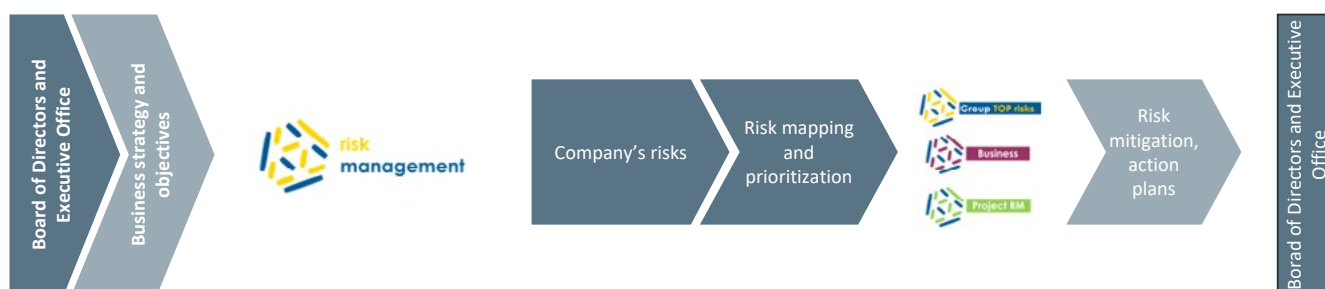 Board of Directors and
Executive Office
Business strategy and
objectives
risk
management
Company’s risks
Risk mapping
and
prioritization
Group TOP risks
Business
Project RM
Risk
mitigation,
action
plans
Borad of Directors and Executive
Office